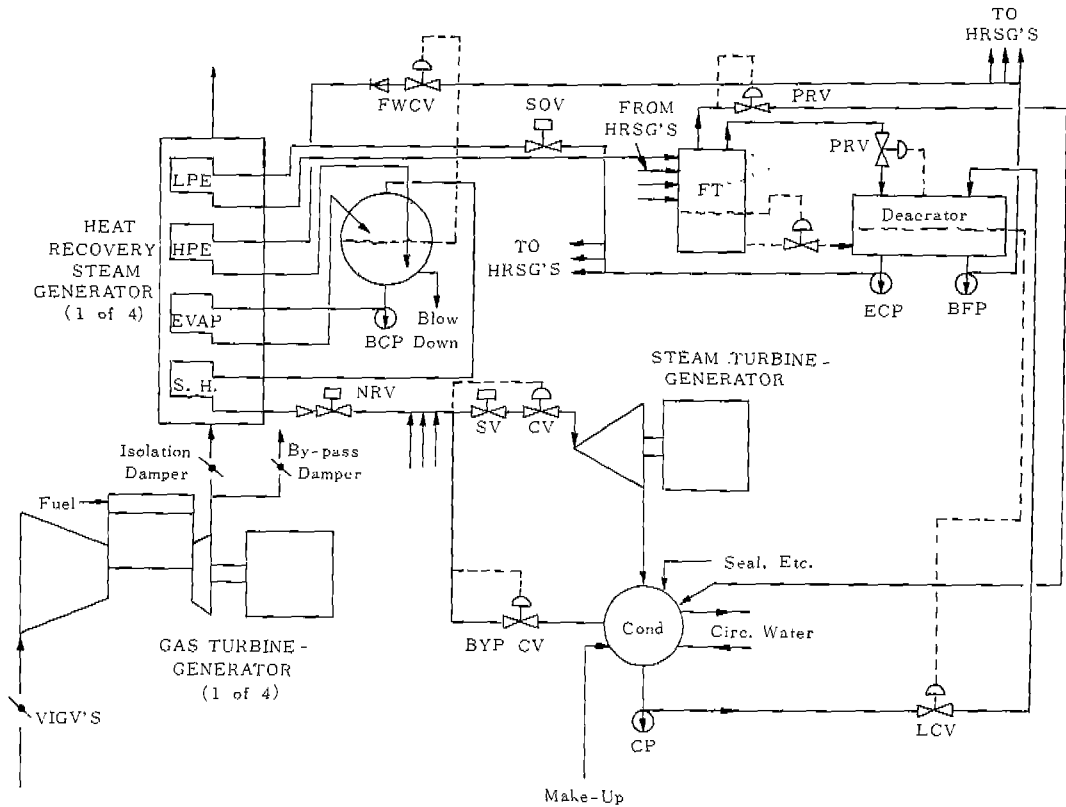 TO
HRSG'S
FWCV
SOV
FROM
HRSG'S
PRV
PRV
LPE
FT
Deaerator
HEAT
RECOVERY
STEAM
GENERATOR
(1 of 4)
HPE
TO
HRSG'S
EVAP
BCP
Blow
Down
ECP
BFP
STEAM TURBINE-
GENERATOR
S. H.
NRV
SV
CV
Isolation
Damper
By-pass
Damper
Fuel
Seal, Etc.
Cond
Circ. Water
BYP CV
GAS TURBINE-
GENERATOR
(1 of 4)
VIGV'S
CP
LCV
Make-Up